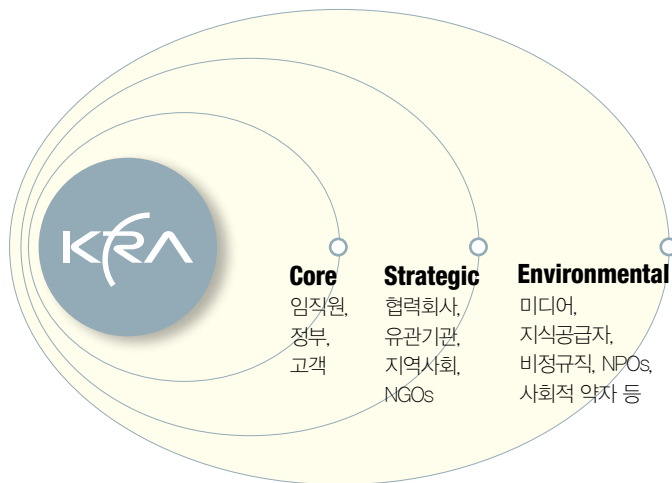 KRA
Core
임직원,
정부,
고객
Strategic
협력회사,
유관기관,
지역사회,
NGOs
Environmental
미디어,
지식공급자,
비정규직, NPOs,
사회적 약자 등